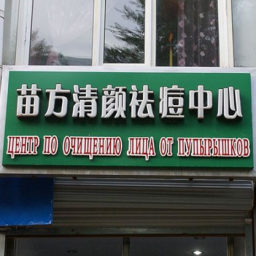 苗方清颜祛痘中心
ЦЕНТР ПО ОЧИЩЕНИЮ ЛИЦА ОТ ПУПЫРЫШКОВ